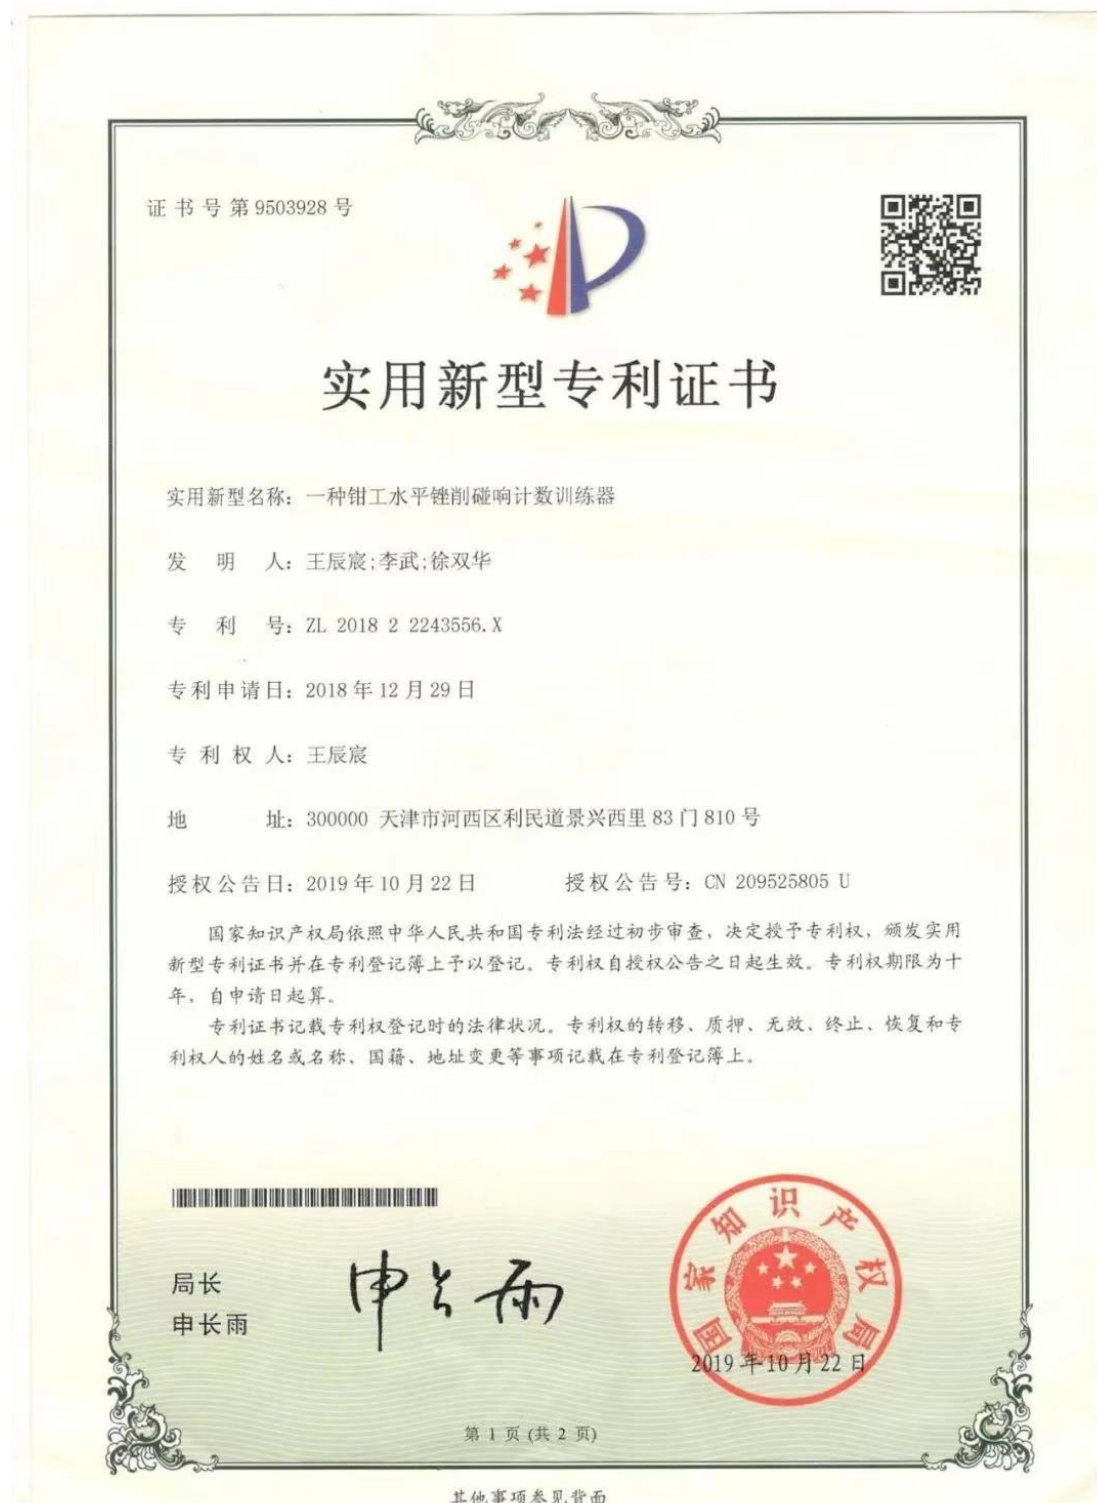 证书号第9503928号
实用新型专利证书
实用新型名称：一种钳工水平锉削碰响计数训练器
发明人：王辰宸;李武;徐双华
专利号：ZL 2018 2 2243556.X
专利申请日：2018年12月29日
专利权人：王辰宸
地址：300000 天津市河西区利民道景兴西里83门810号
授权公告日：2019年10月22日 授权公告号：CN 209525805 U
国家知识产权局依照中华人民共和国专利法经过初步审查，决定授予专利权，颁发实用
新型专利证书并在专利登记簿上予以登记。专利权自授权公告之日起生效。专利权期限为十
年，自申请日起算。
专利证书记载专利权登记时的法律状况。专利权的转移、质押、无效、终止、恢复和专
利权人的姓名或名称、国籍、地址变更等事项记载在专利登记簿上。
局长
申长雨
申长雨
国家知识产权局
2019年10月22日
第 1 页 (共 2 页)
其他事项参见背面